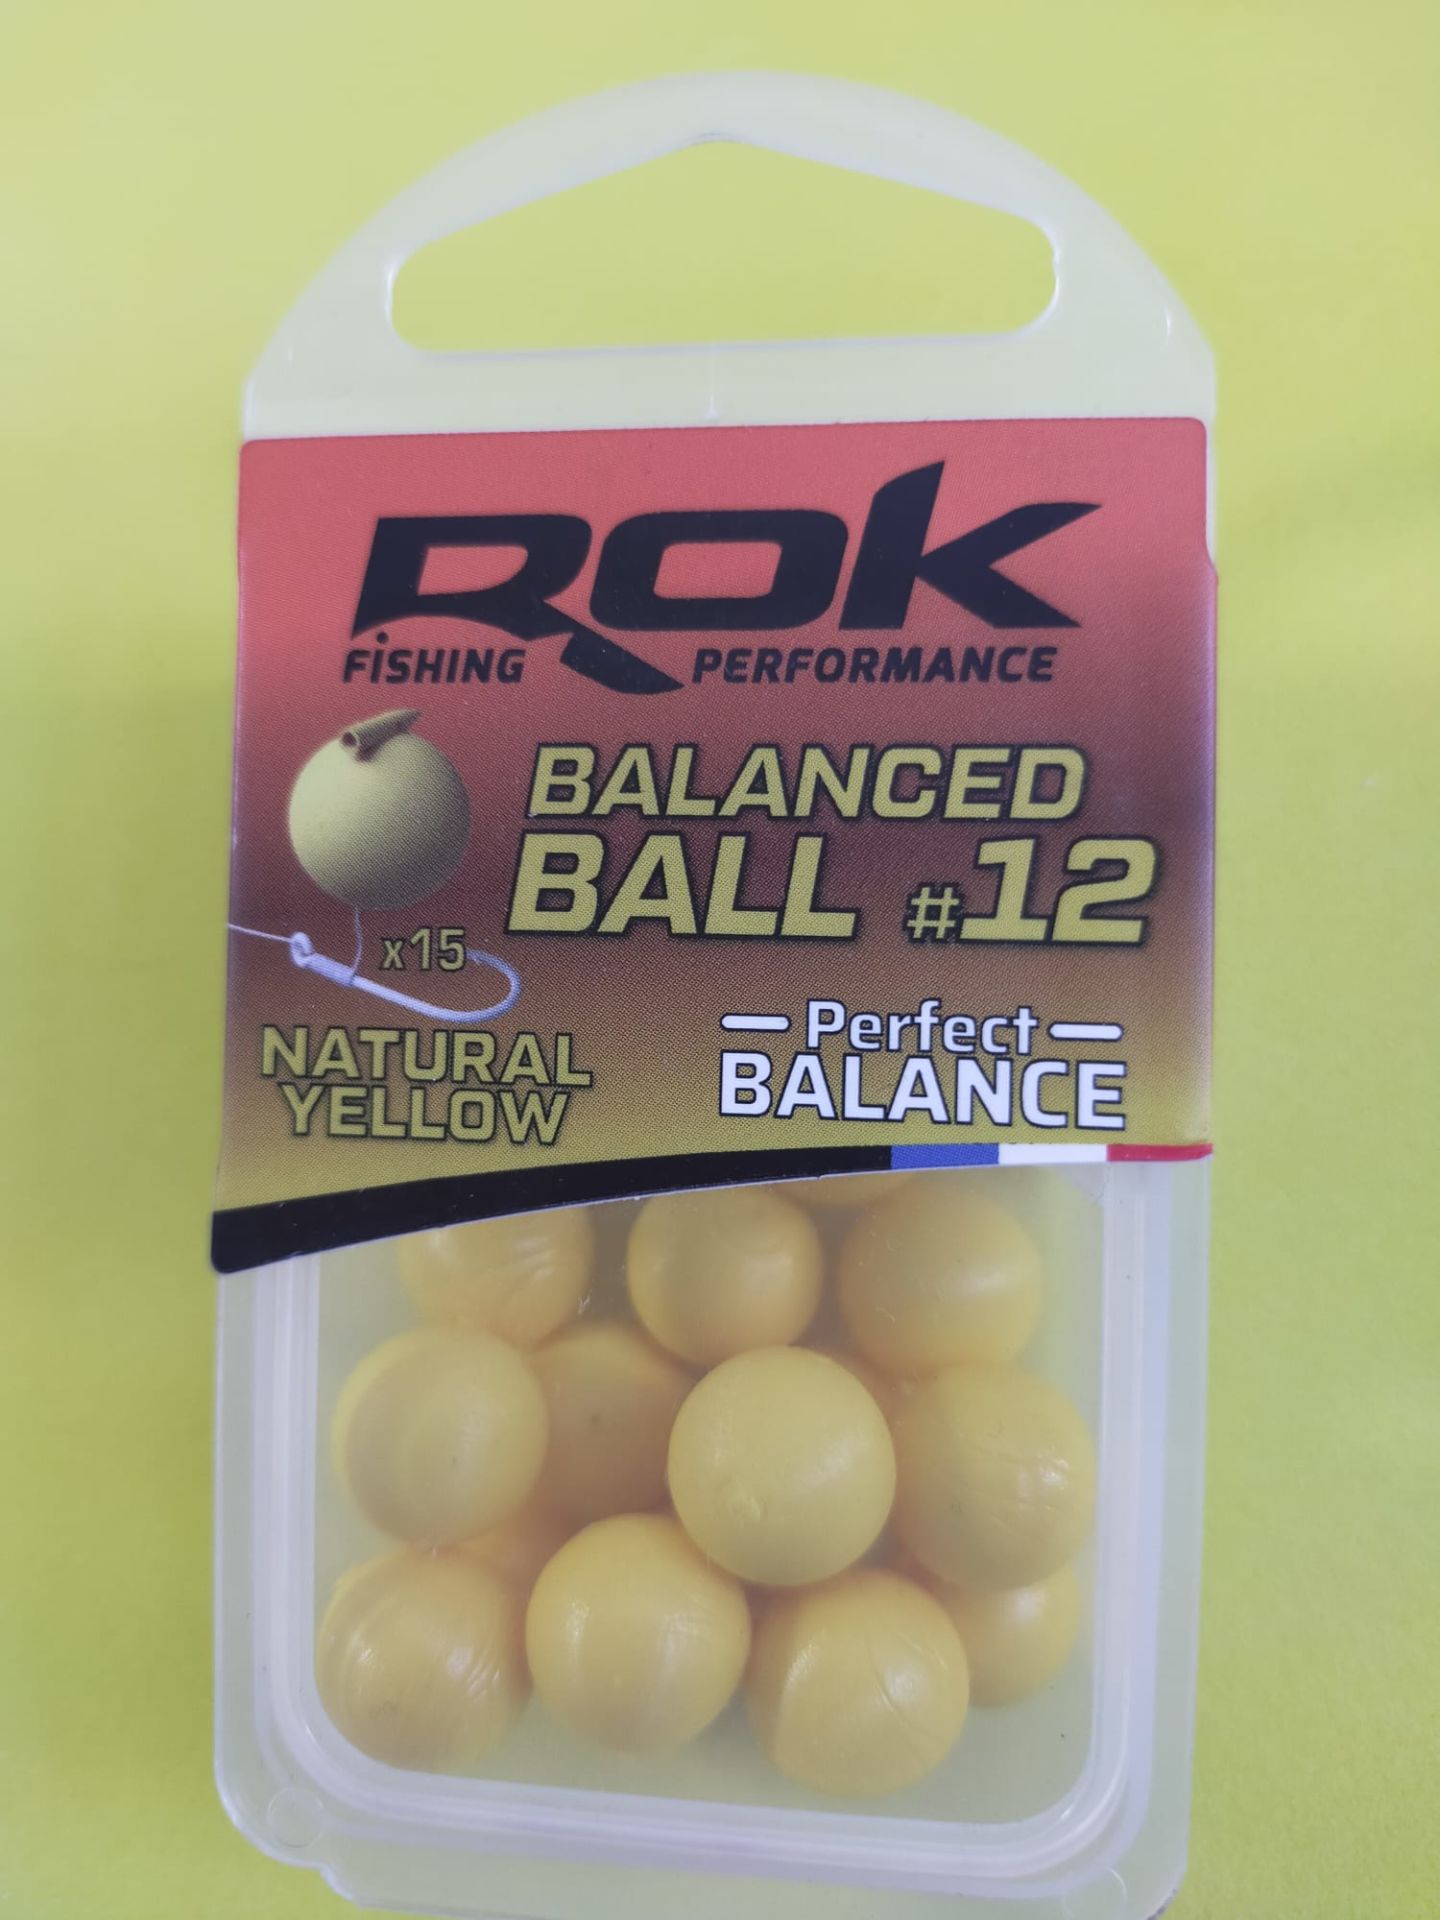 ROK
FISHING PERFORMANCE
BALANCED
BALL #12
x15
NATURAL
YELLOW
Perfect
BALANCE